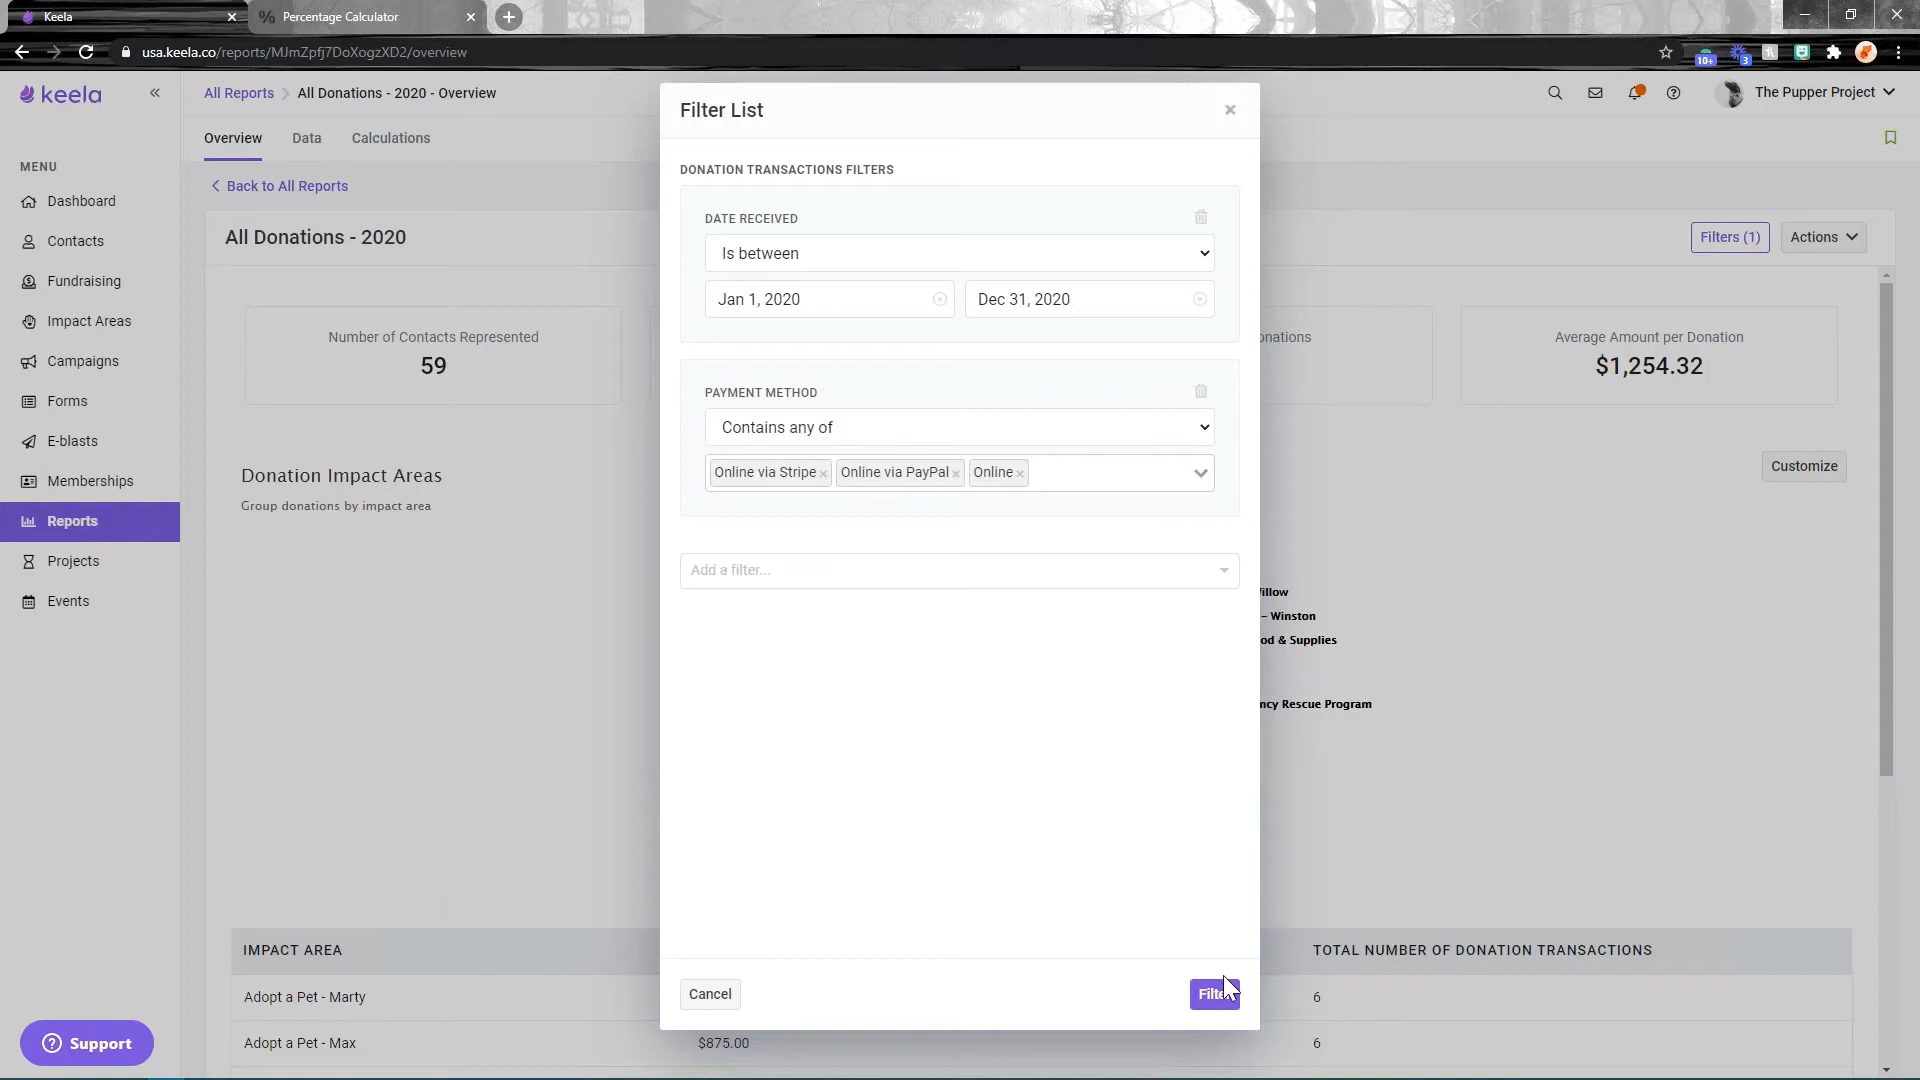 Keela
Percentage Calculator
usa.keela.co/reports/MJmZpfj7DoXogzXD2/overview
10+
3
keela
All Reports
All Donations - 2020 - Overview
The Pupper Project
Overview
Data
Calculations
MENU
Dashboard
Contacts
Fundraising
Impact Areas
Campaigns
Forms
E-blasts
Memberships
Reports
Projects
Events
Support
Back to All Reports
All Donations - 2020
Filters (1)
Actions
Number of Contacts Represented
59
onations
Average Amount per Donation
$1,254.32
Donation Impact Areas
Group donations by impact area
Customize
– Winston
od & Supplies
ncy Rescue Program
IMPACT AREA
TOTAL NUMBER OF DONATION TRANSACTIONS
Adopt a Pet - Marty
6
Adopt a Pet - Max
$875.00
6
Filter List
DONATION TRANSACTIONS FILTERS
DATE RECEIVED
Is between
Jan 1, 2020
Dec 31, 2020
PAYMENT METHOD
Contains any of
Online via Stripe
Online via PayPal
Online
Add a filter...
Cancel